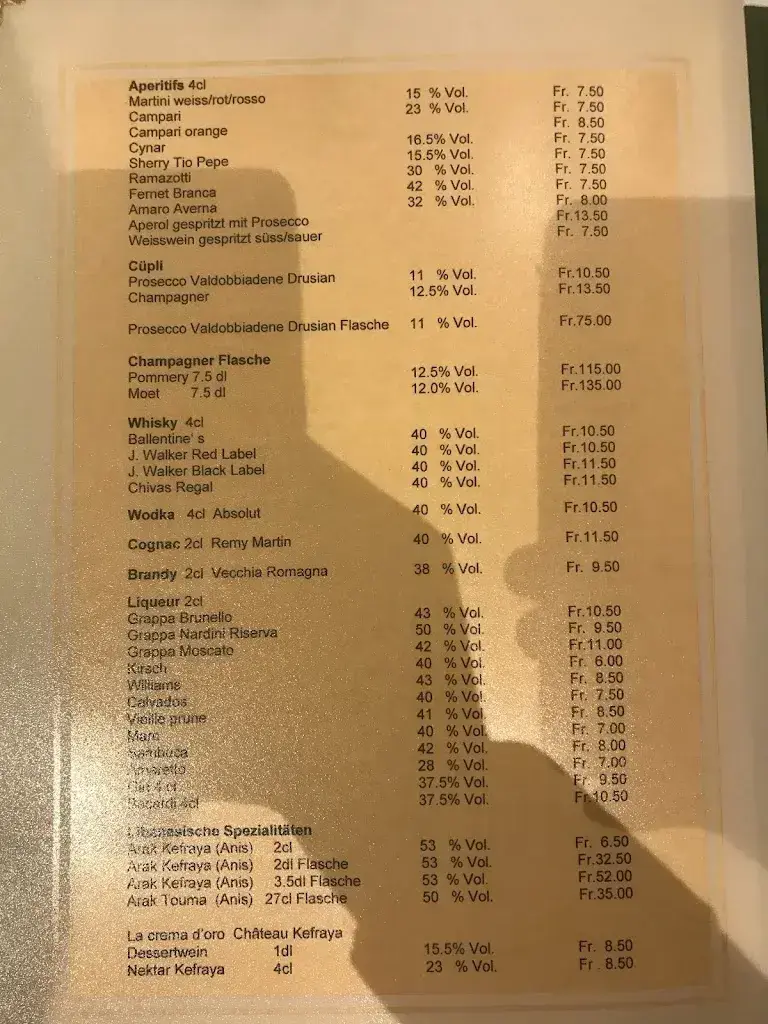 Aperitifs 4cl
Martini weiss/rot/rosso 15 % Vol. Fr. 7.50
Campari 23 % Vol. Fr. 7.50
Campari orange Fr. 8.50
Cynar 16.5% Vol. Fr. 7.50
Sherry Tio Pepe 15.5% Vol. Fr. 7.50
Ramazotti 30 % Vol. Fr. 7.50
Fernet Branca 42 % Vol. Fr. 7.50
Amaro Averna 32 % Vol. Fr. 8.00
Aperol gespritzt mit Prosecco Fr.13.50
Weisswein gespritzt süss/sauer Fr. 7.50
Cüpli
Prosecco Valdobbiadene Drusian 11 % Vol. Fr.10.50
Champagner 12.5% Vol. Fr.13.50
Prosecco Valdobbiadene Drusian Flasche 11 % Vol. Fr.75.00
Champagner Flasche
Pommery 7.5 dl 12.5% Vol. Fr.115.00
Moet 7.5 dl 12.0% Vol. Fr.135.00
Whisky 4cl
Ballentine' s 40 % Vol. Fr.10.50
J. Walker Red Label 40 % Vol. Fr.10.50
J. Walker Black Label 40 % Vol. Fr.11.50
Chivas Regal 40 % Vol. Fr.11.50
Wodka 4cl Absolut 40 % Vol. Fr.10.50
Cognac 2cl Remy Martin 40 % Vol. Fr.11.50
Brandy 2cl Vecchia Romagna 38 % Vol. Fr. 9.50
Liqueur 2cl
Grappa Brunello 43 % Vol. Fr.10.50
Grappa Nardini Riserva 50 % Vol. Fr. 9.50
Grappa Moscato 42 % Vol. Fr.11.00
Kirsch 40 % Vol. Fr. 6.00
Williams 43 % Vol. Fr. 8.50
Calvados 40 % Vol. Fr. 7.50
Vieille prune 41 % Vol. Fr. 8.50
Marc 40 % Vol. Fr. 7.00
Sambuca 42 % Vol. Fr. 8.00
Amaretto 28 % Vol. Fr. 7.00
Gin 4 cl 37.5% Vol. Fr. 9.50
Bacardi 4cl 37.5% Vol. Fr.10.50
Libanesische Spezialitäten
Arak Kefraya (Anis) 2cl 53 % Vol. Fr. 6.50
Arak Kefraya (Anis) 2dl Flasche 53 % Vol. Fr.32.50
Arak Kefraya (Anis) 3.5dl Flasche 53 % Vol. Fr.52.00
Arak Touma (Anis) 27cl Flasche 50 % Vol. Fr.35.00
La crema d'oro Château Kefraya
Dessertwein 1dl 15.5% Vol. Fr. 8.50
Nektar Kefraya 4cl 23 % Vol. Fr . 8.50